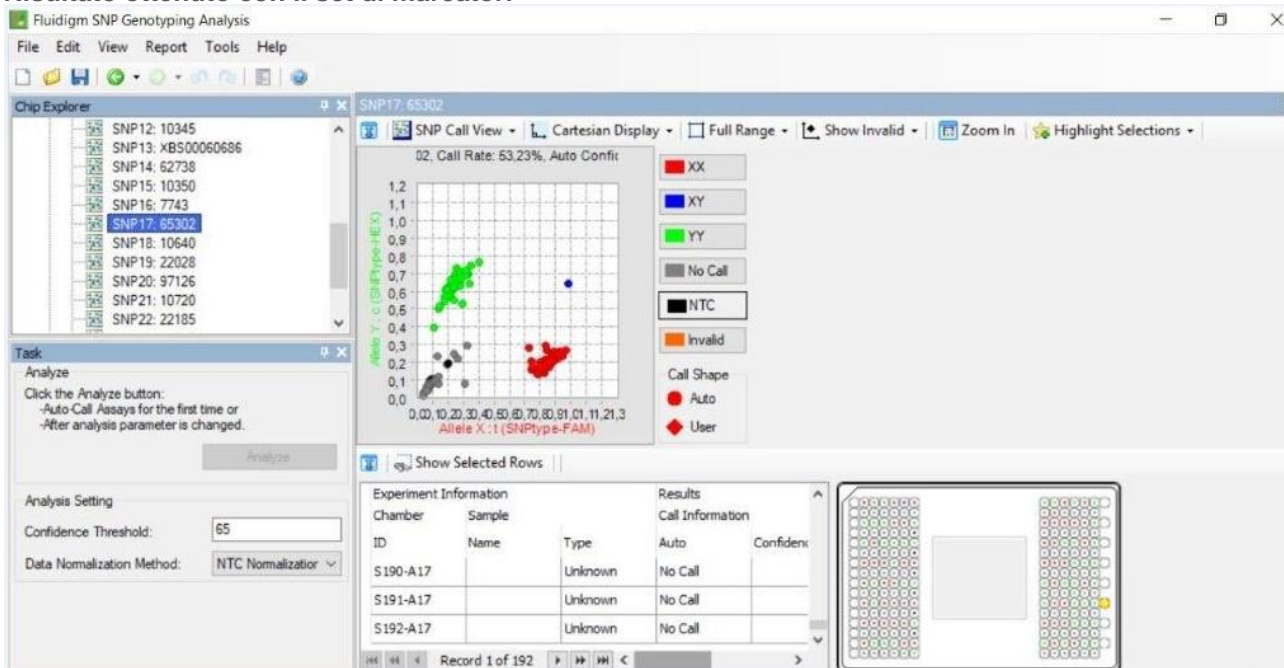 Risultato ottenuto con il set di marcatori
Fluidigm SNP Genotyping Analysis
File Edit View Report Tools Help
Chip Explorer
SNP12: 10345
SNP13: XBS00060686
SNP14: 62738
SNP15: 10350
SNP16: 7743
SNP17: 65302
SNP18: 10640
SNP19: 22028
SNP20: 97126
SNP21: 10720
SNP22: 22185
Task
Analyze
Click the Analyze button:
-Auto-Call Assays for the first
time or
-After analysis parameter is
changed.
Analyze
Analysis Setting
Confidence Threshold: 65
Data Normalization Method: NTC Normalizatior
SNP17: 65302
SNP Call View Cartesian Display Full Range Show Invalid Zoom In Highlight Selections
02, Call Rate: 53,23%, Auto Confic
1,2
1,1
1,0
0,9
0,8
0,7
0,6
0,5
0,4
0,3
0,2
0,1
0,0
Allele Y : c (SNPtype-HEX)
0,00,10,20,30,40,50,60,70,80,91,01,11,21,3
Allele X : t (SNPtype-FAM)
XX
XY
YY
No Call
NTC
Invalid
Call Shape
Auto
User
Show Selected Rows
Experiment Information Results
Chamber Sample Call Information
ID Name Type Auto Confidenc
S190-A17 Unknown No Call
S191-A17 Unknown No Call
S192-A17 Unknown No Call
Record 1 of 192